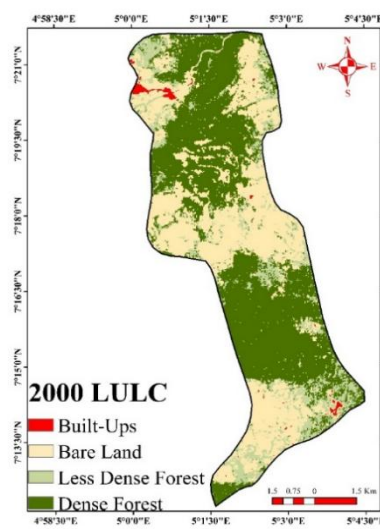 4°58'30"E 5°0'0"E 5°1'30"E 5°3'0"E 5°4'30"E
N
W E
S
7°21'0"N
7°19'30"N
7°18'0"N
7°16'30"N
7°15'0"N
7°13'30"N
2000 LULC
Built-Ups
Bare Land
Less Dense Forest
Dense Forest
1.5 0.75 0 1.5 Km
4°58'30"E 5°0'0"E 5°1'30"E 5°3'0"E 5°4'30"E